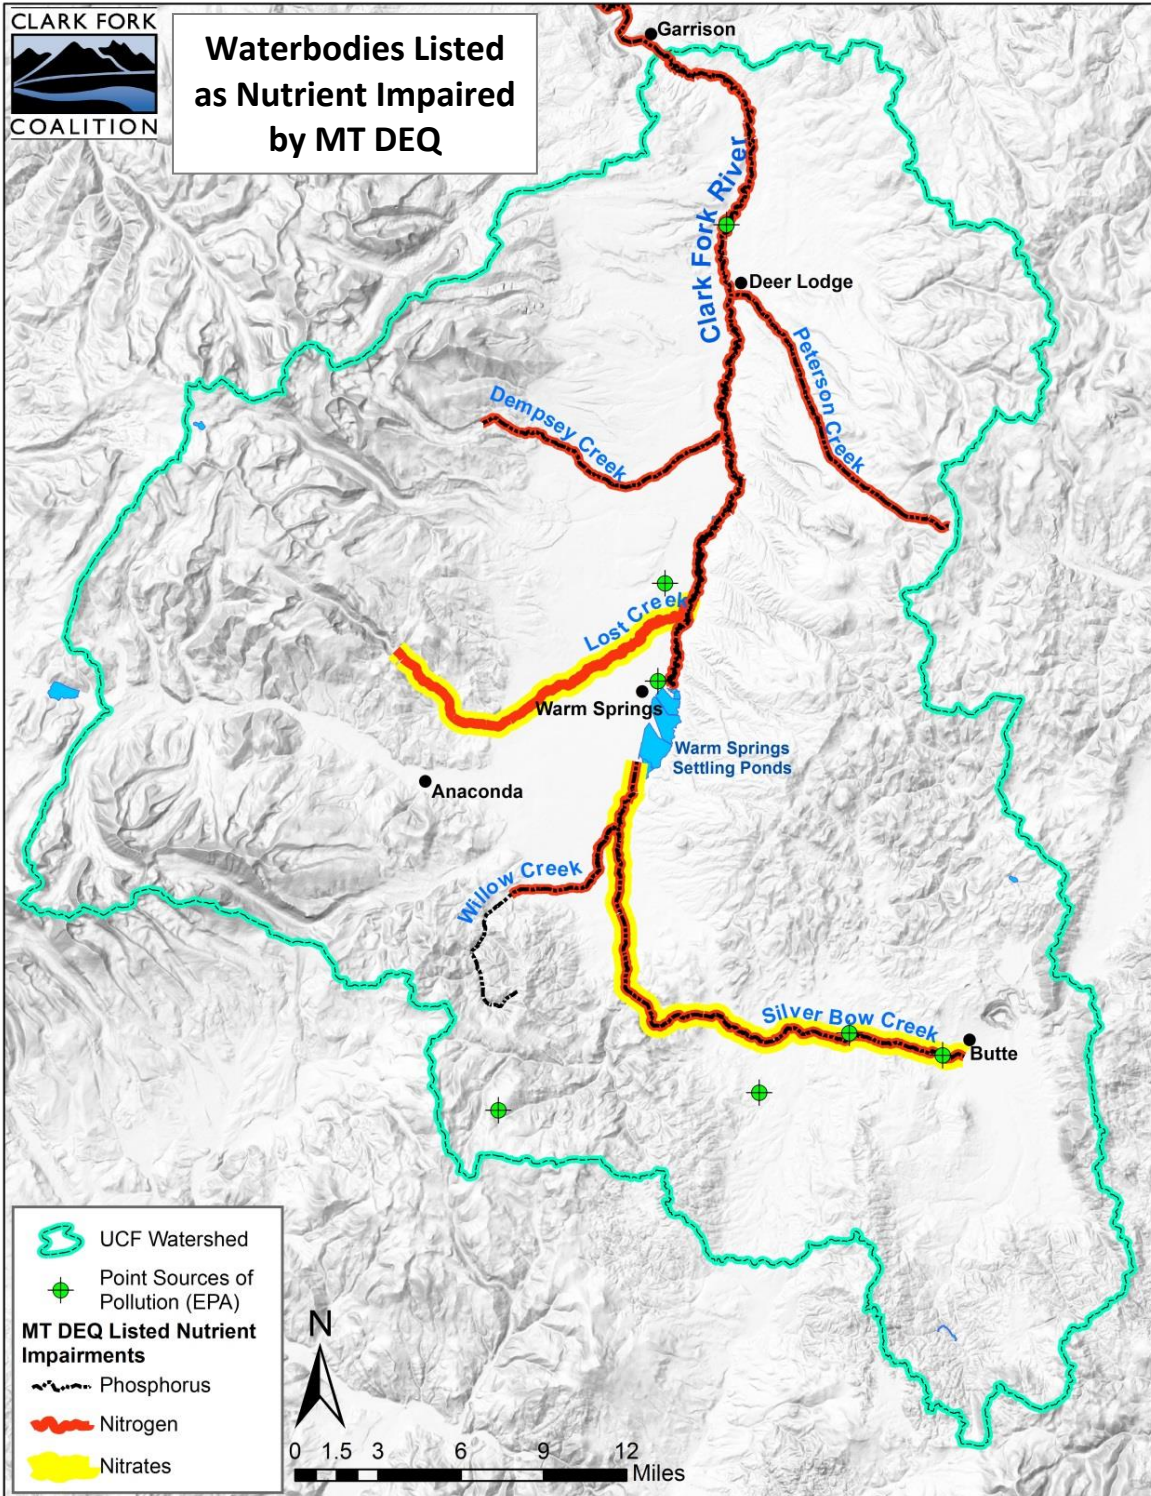 CLARK FORK
COALITION
Waterbodies Listed
as Nutrient Impaired
by MT DEQ
Garrison
Clark Fork River
Deer Lodge
Peterson Creek
Dempsey Creek
Lost Creek
Warm Springs
Warm Springs
Settling Ponds
Anaconda
Willow Creek
Silver Bow Creek
Butte
UCF Watershed
Point Sources of
Pollution (EPA)
MT DEQ Listed Nutrient
Impairments
Phosphorus
Nitrogen
Nitrates
N
0 1.5 3 6 9 12
Miles